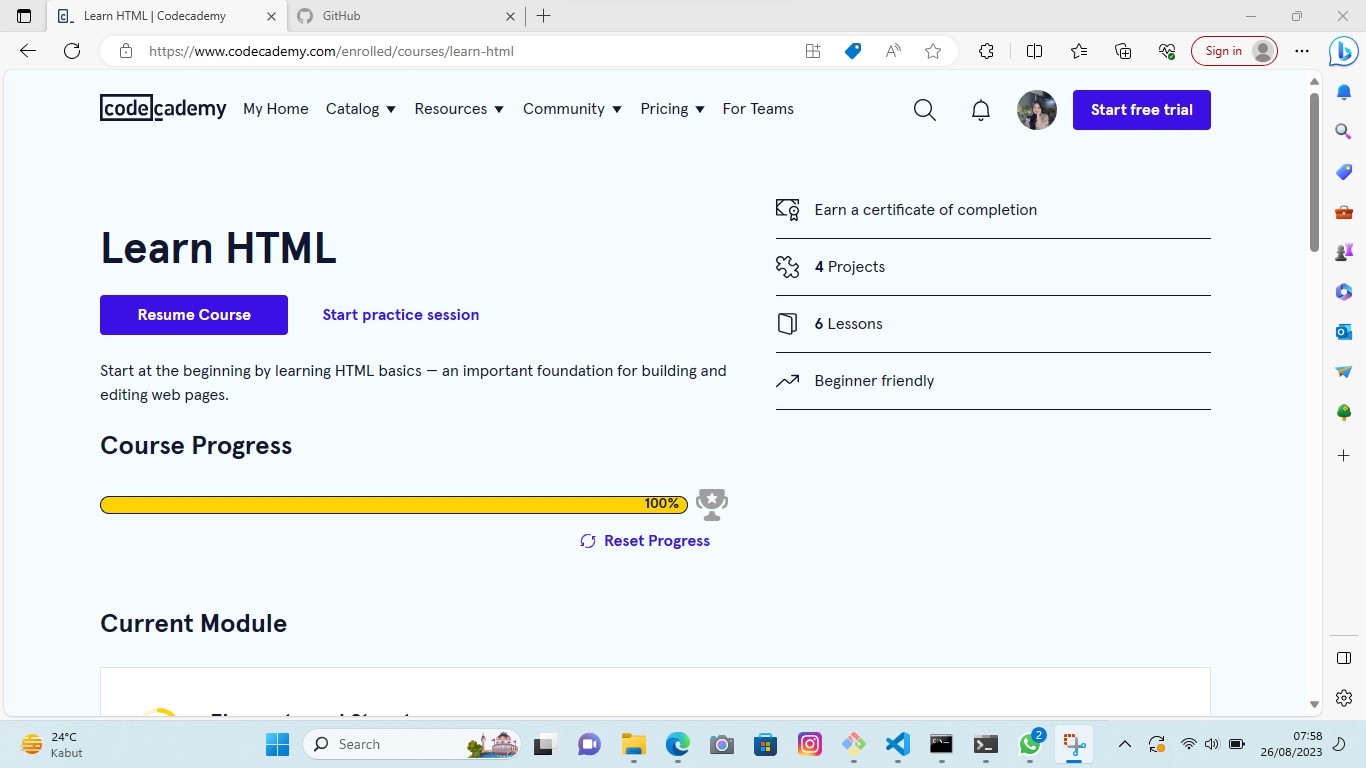 Learn HTML | Codecademy
GitHub
https://www.codecademy.com/enrolled/courses/learn-html
Sign in
codecademy
My Home
Catalog
Resources
Community
Pricing
For Teams
Start free trial
Learn HTML
Resume Course
Start practice session
Start at the beginning by learning HTML basics — an important foundation for building and
editing web pages.
Earn a certificate of completion
4 Projects
6 Lessons
Beginner friendly
Course Progress
100%
Reset Progress
Current Module
24°C
Kabut
Search
2
07:58
26/08/2023